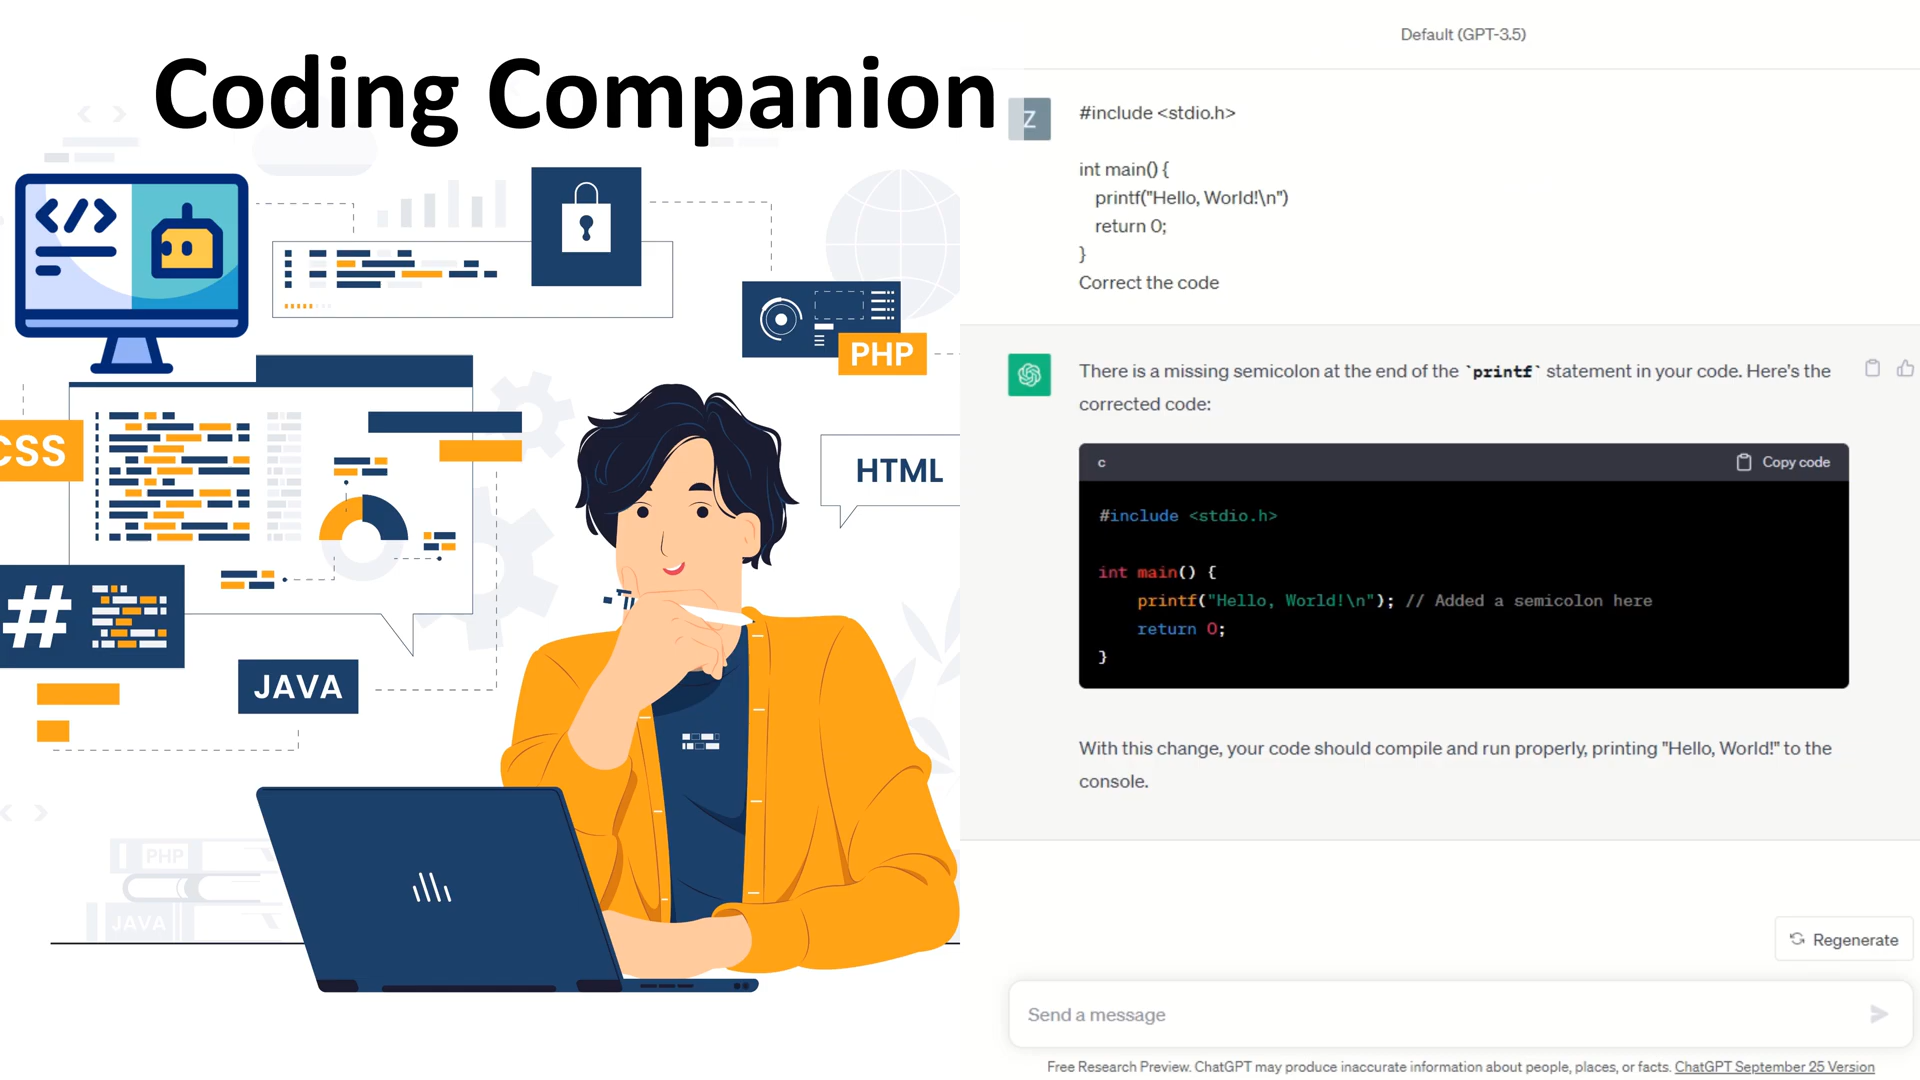 Coding Companion
</>
PHP
CSS
HTML
#
JAVA
PHP
JAVA
Default (GPT-3.5)
Z
#include <stdio.h>
int main() {
printf("Hello, World!\n")
return 0;
}
Correct the code
There is a missing semicolon at the end of the `printf` statement in your code. Here's the
corrected code:
c
Copy code
#include <stdio.h>
int main() {
printf("Hello, World!\n"); // Added a semicolon here
return 0;
}
With this change, your code should compile and run properly, printing "Hello, World!" to the
console.
Regenerate
Send a message
Free Research Preview. ChatGPT may produce inaccurate information about people, places, or facts. ChatGPT September 25 Version